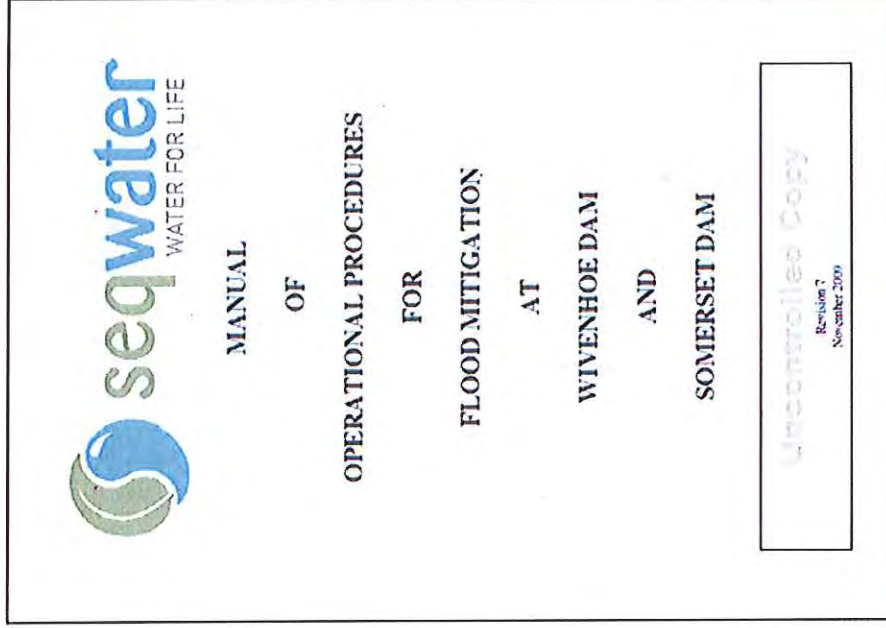 seqwater
WATER FOR LIFE
MANUAL
OF
OPERATIONAL PROCEDURES
FOR
FLOOD MITIGATION
AT
WIVENHOE DAM
AND
SOMERSET DAM
Uncontrolled Copy
Revision 7
November 2009